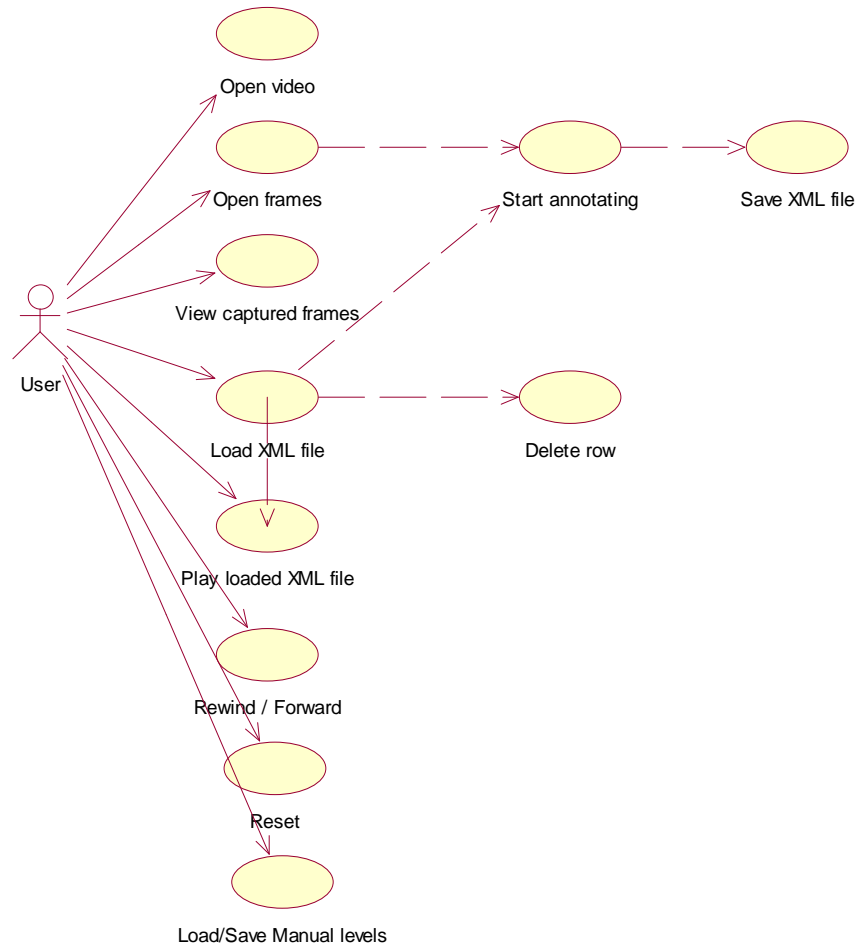 Open video
Open frames
Start annotating
Save XML file
View captured frames
User
Load XML file
Delete row
Play loaded XML file
Rewind / Forward
Reset
Load/Save Manual levels